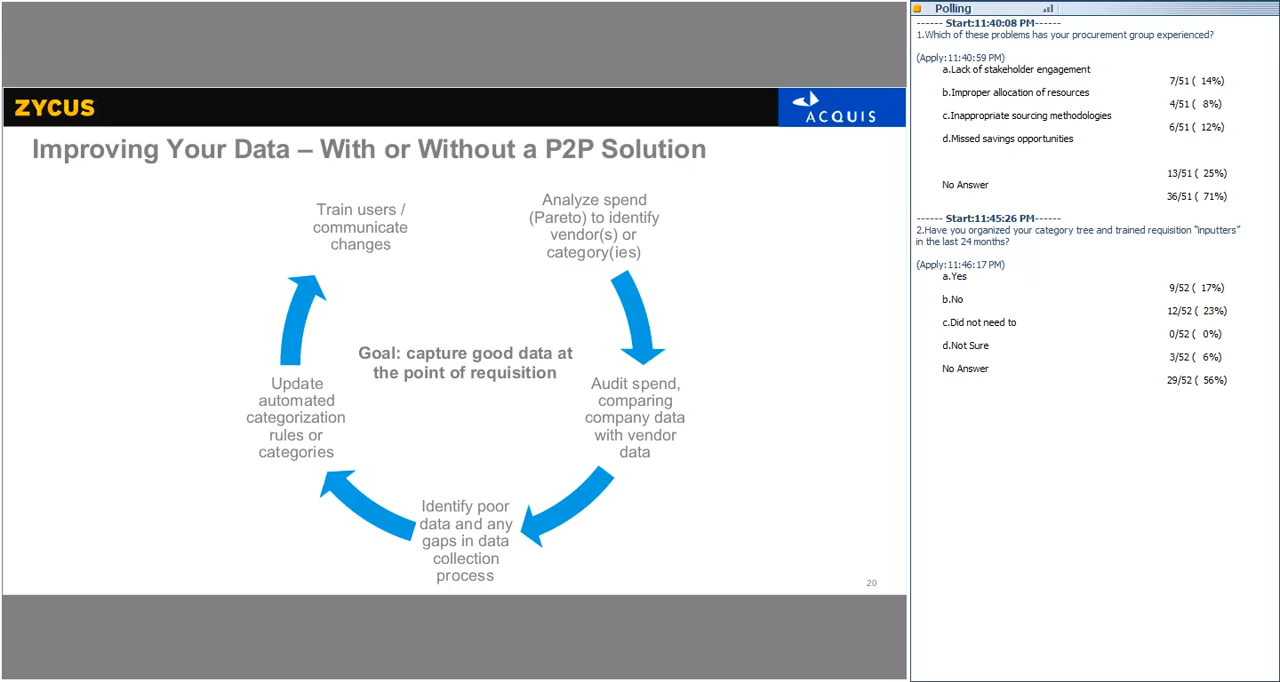 ZYCUS
ACQUIS
Improving Your Data – With or Without a P2P Solution
Train users /
communicate
changes
Analyze spend
(Pareto) to identify
vendor(s) or
category(ies)
Goal: capture good data at
the point of requisition
Update
automated
categorization
rules or
categories
Audit spend,
comparing
company data
with vendor
data
Identify poor
data and any
gaps in data
collection
process
20
Polling
------ Start:11:40:08 PM------
1.Which of these problems has your procurement group experienced?
(Apply:11:40:59 PM)
a.Lack of stakeholder engagement
7/51 ( 14%)
b.Improper allocation of resources
4/51 ( 8%)
c.Inappropriate sourcing methodologies
6/51 ( 12%)
d.Missed savings opportunities
13/51 ( 25%)
No Answer
36/51 ( 71%)
------ Start:11:45:26 PM------
2.Have you organized your category tree and trained requisition “inputters”
in the last 24 months?
(Apply:11:46:17 PM)
a.Yes
9/52 ( 17%)
b.No
12/52 ( 23%)
c.Did not need to
0/52 ( 0%)
d.Not Sure
3/52 ( 6%)
No Answer
29/52 ( 56%)